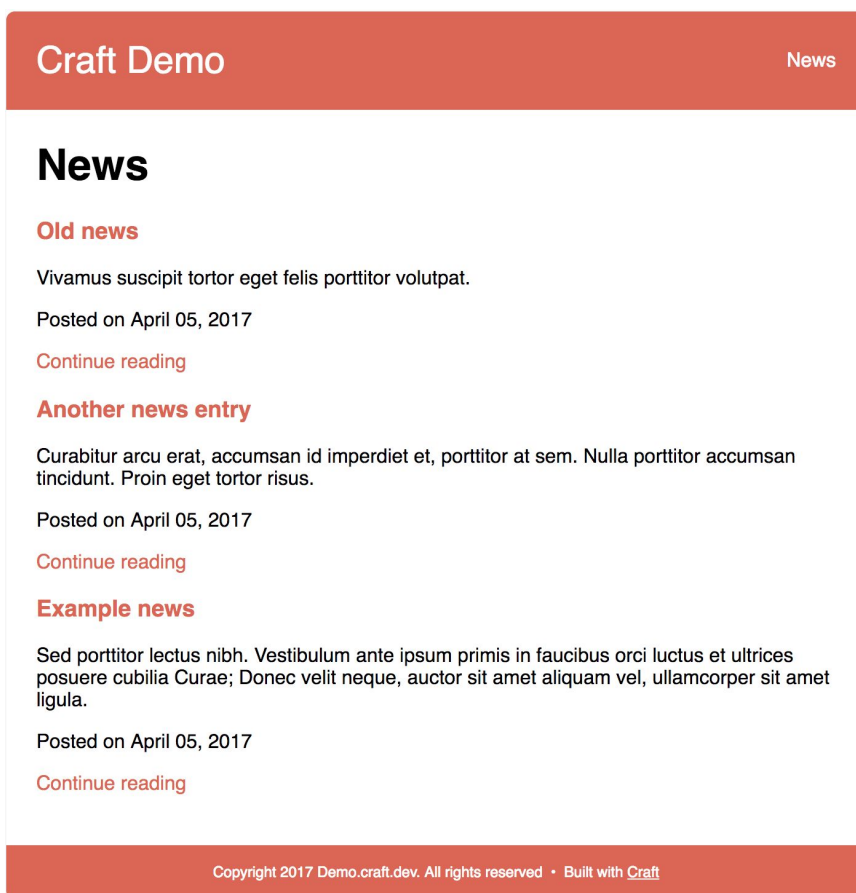 Craft Demo
News
News
Old news
Vivamus suscipit tortor eget felis porttitor volutpat.
Posted on April 05, 2017
Continue reading
Another news entry
Curabitur arcu erat, accumsan id imperdiet et, porttitor at sem. Nulla porttitor accumsan
tincidunt. Proin eget tortor risus.
Posted on April 05, 2017
Continue reading
Example news
Sed porttitor lectus nibh. Vestibulum ante ipsum primis in faucibus orci luctus et ultrices
posuere cubilia Curae; Donec velit neque, auctor sit amet aliquam vel, ullamcorper sit amet
ligula.
Posted on April 05, 2017
Continue reading
Copyright 2017 Demo.craft.dev. All rights reserved • Built with Craft